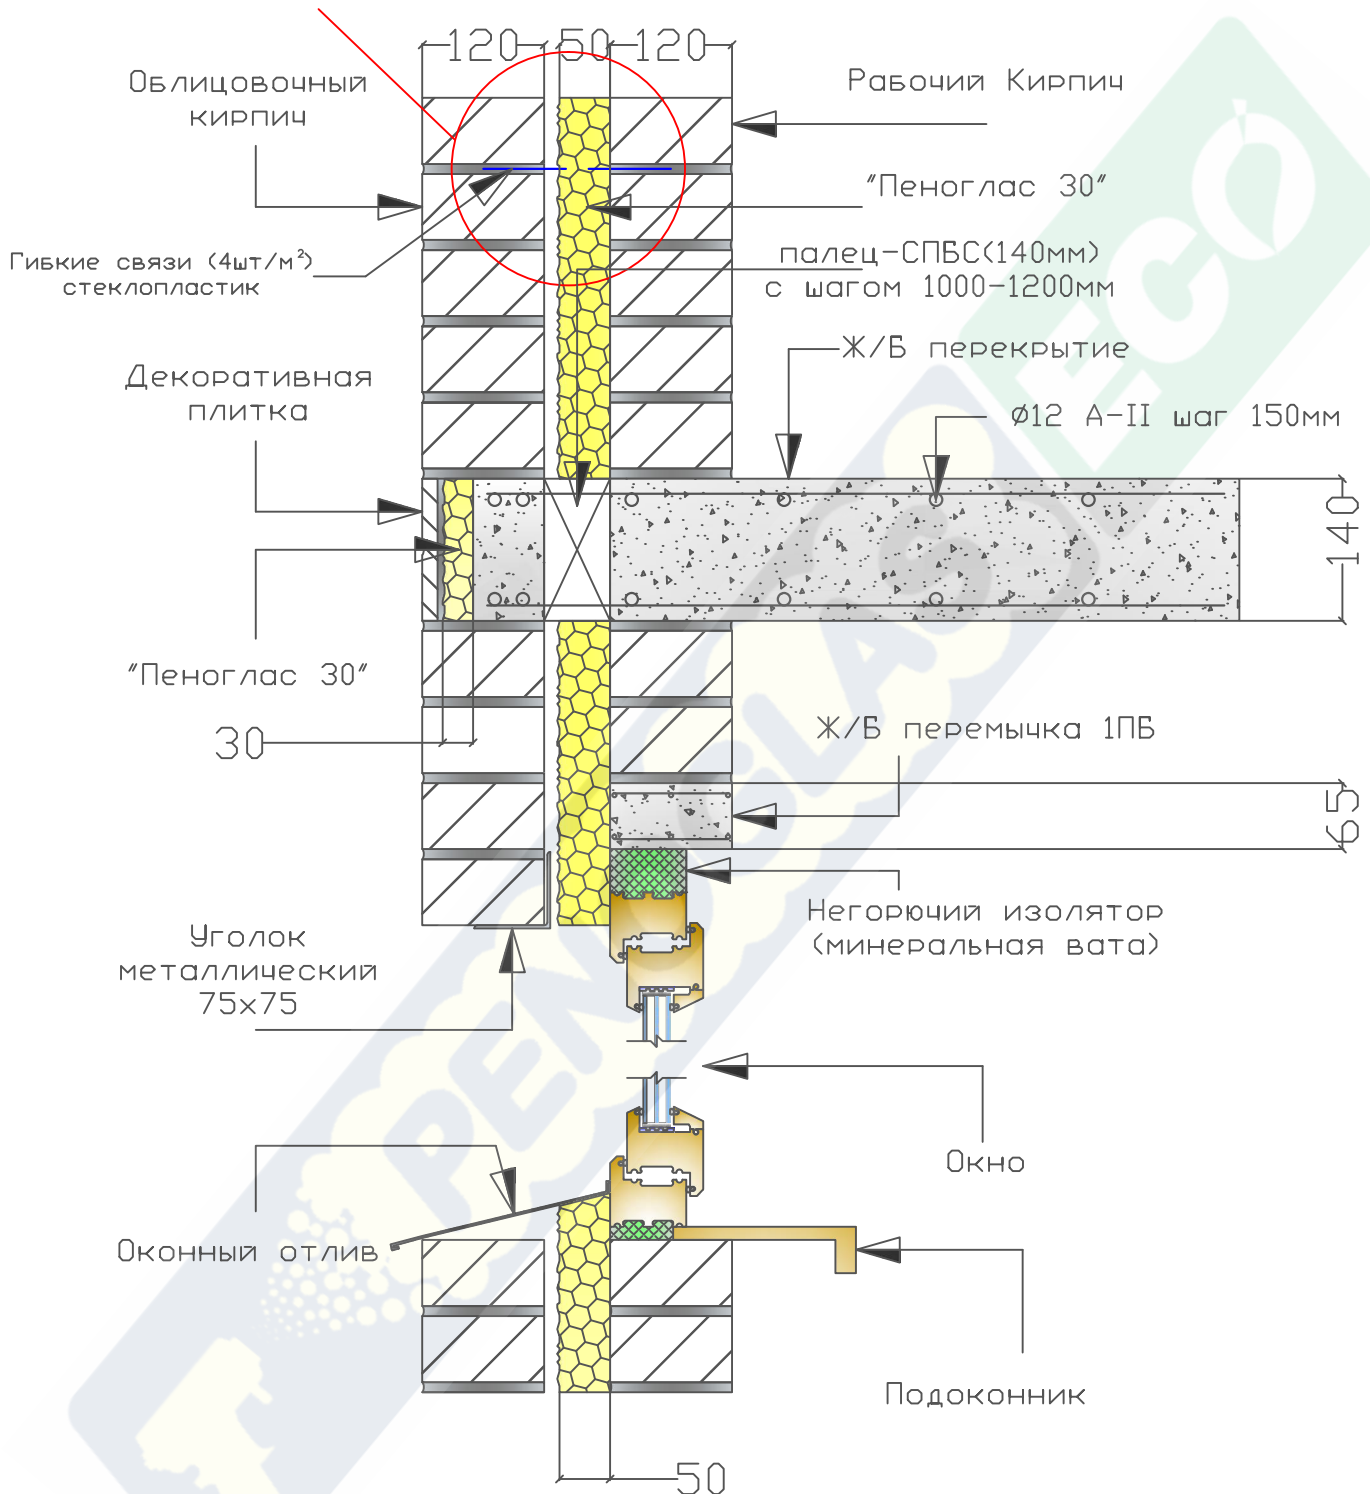 120
50
120
Облицовочный
кирпич
Рабочий Кирпич
"Пеноглас 30"
Гибкие связи (4шт/м²)
стеклопластик
палец-СПБС(140мм)
с шагом 1000-1200мм
Ж/Б перекрытие
Декоративная
плитка
Ø12 А-II шаг 150мм
140
"Пеноглас 30"
30
Ж/Б перемычка 1ПБ
65
Негорючий изолятор
(минеральная вата)
Уголок
металлический
75х75
Окно
Оконный отлив
Подоконник
50
PENOGLAS
ECO